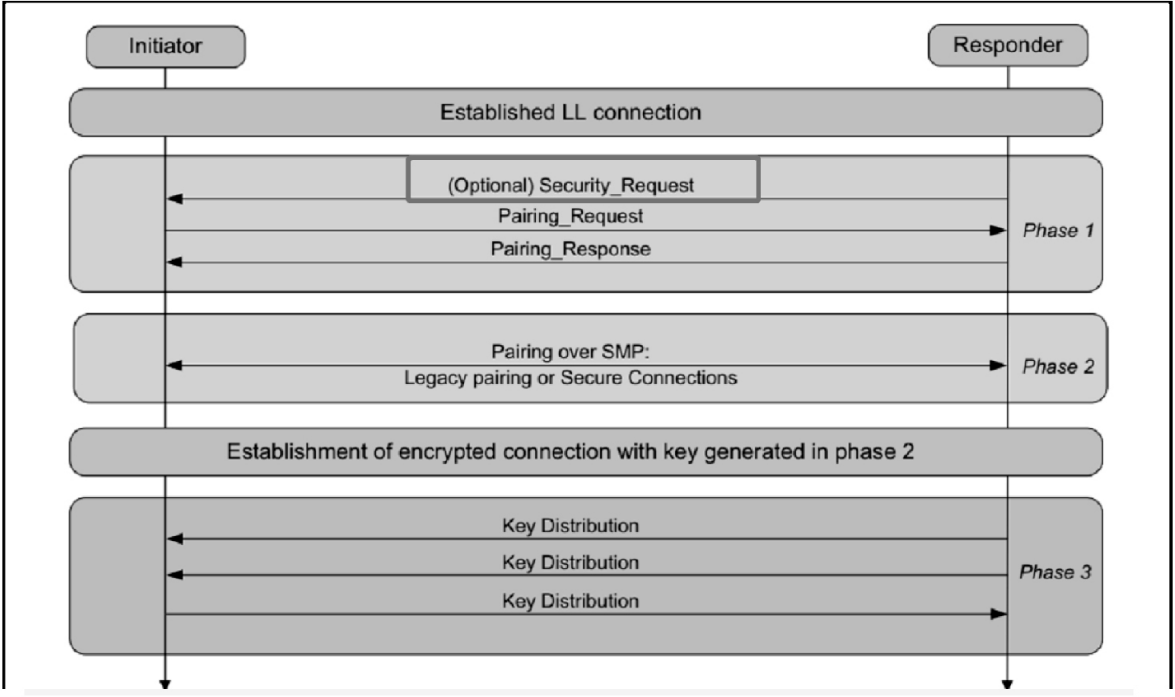 Initiator
Responder
Established LL connection
(Optional) Security_Request
Pairing_Request
Pairing_Response
Phase 1
Pairing over SMP:
Legacy pairing or Secure Connections
Phase 2
Establishment of encrypted connection with key generated in phase 2
Key Distribution
Key Distribution
Key Distribution
Phase 3